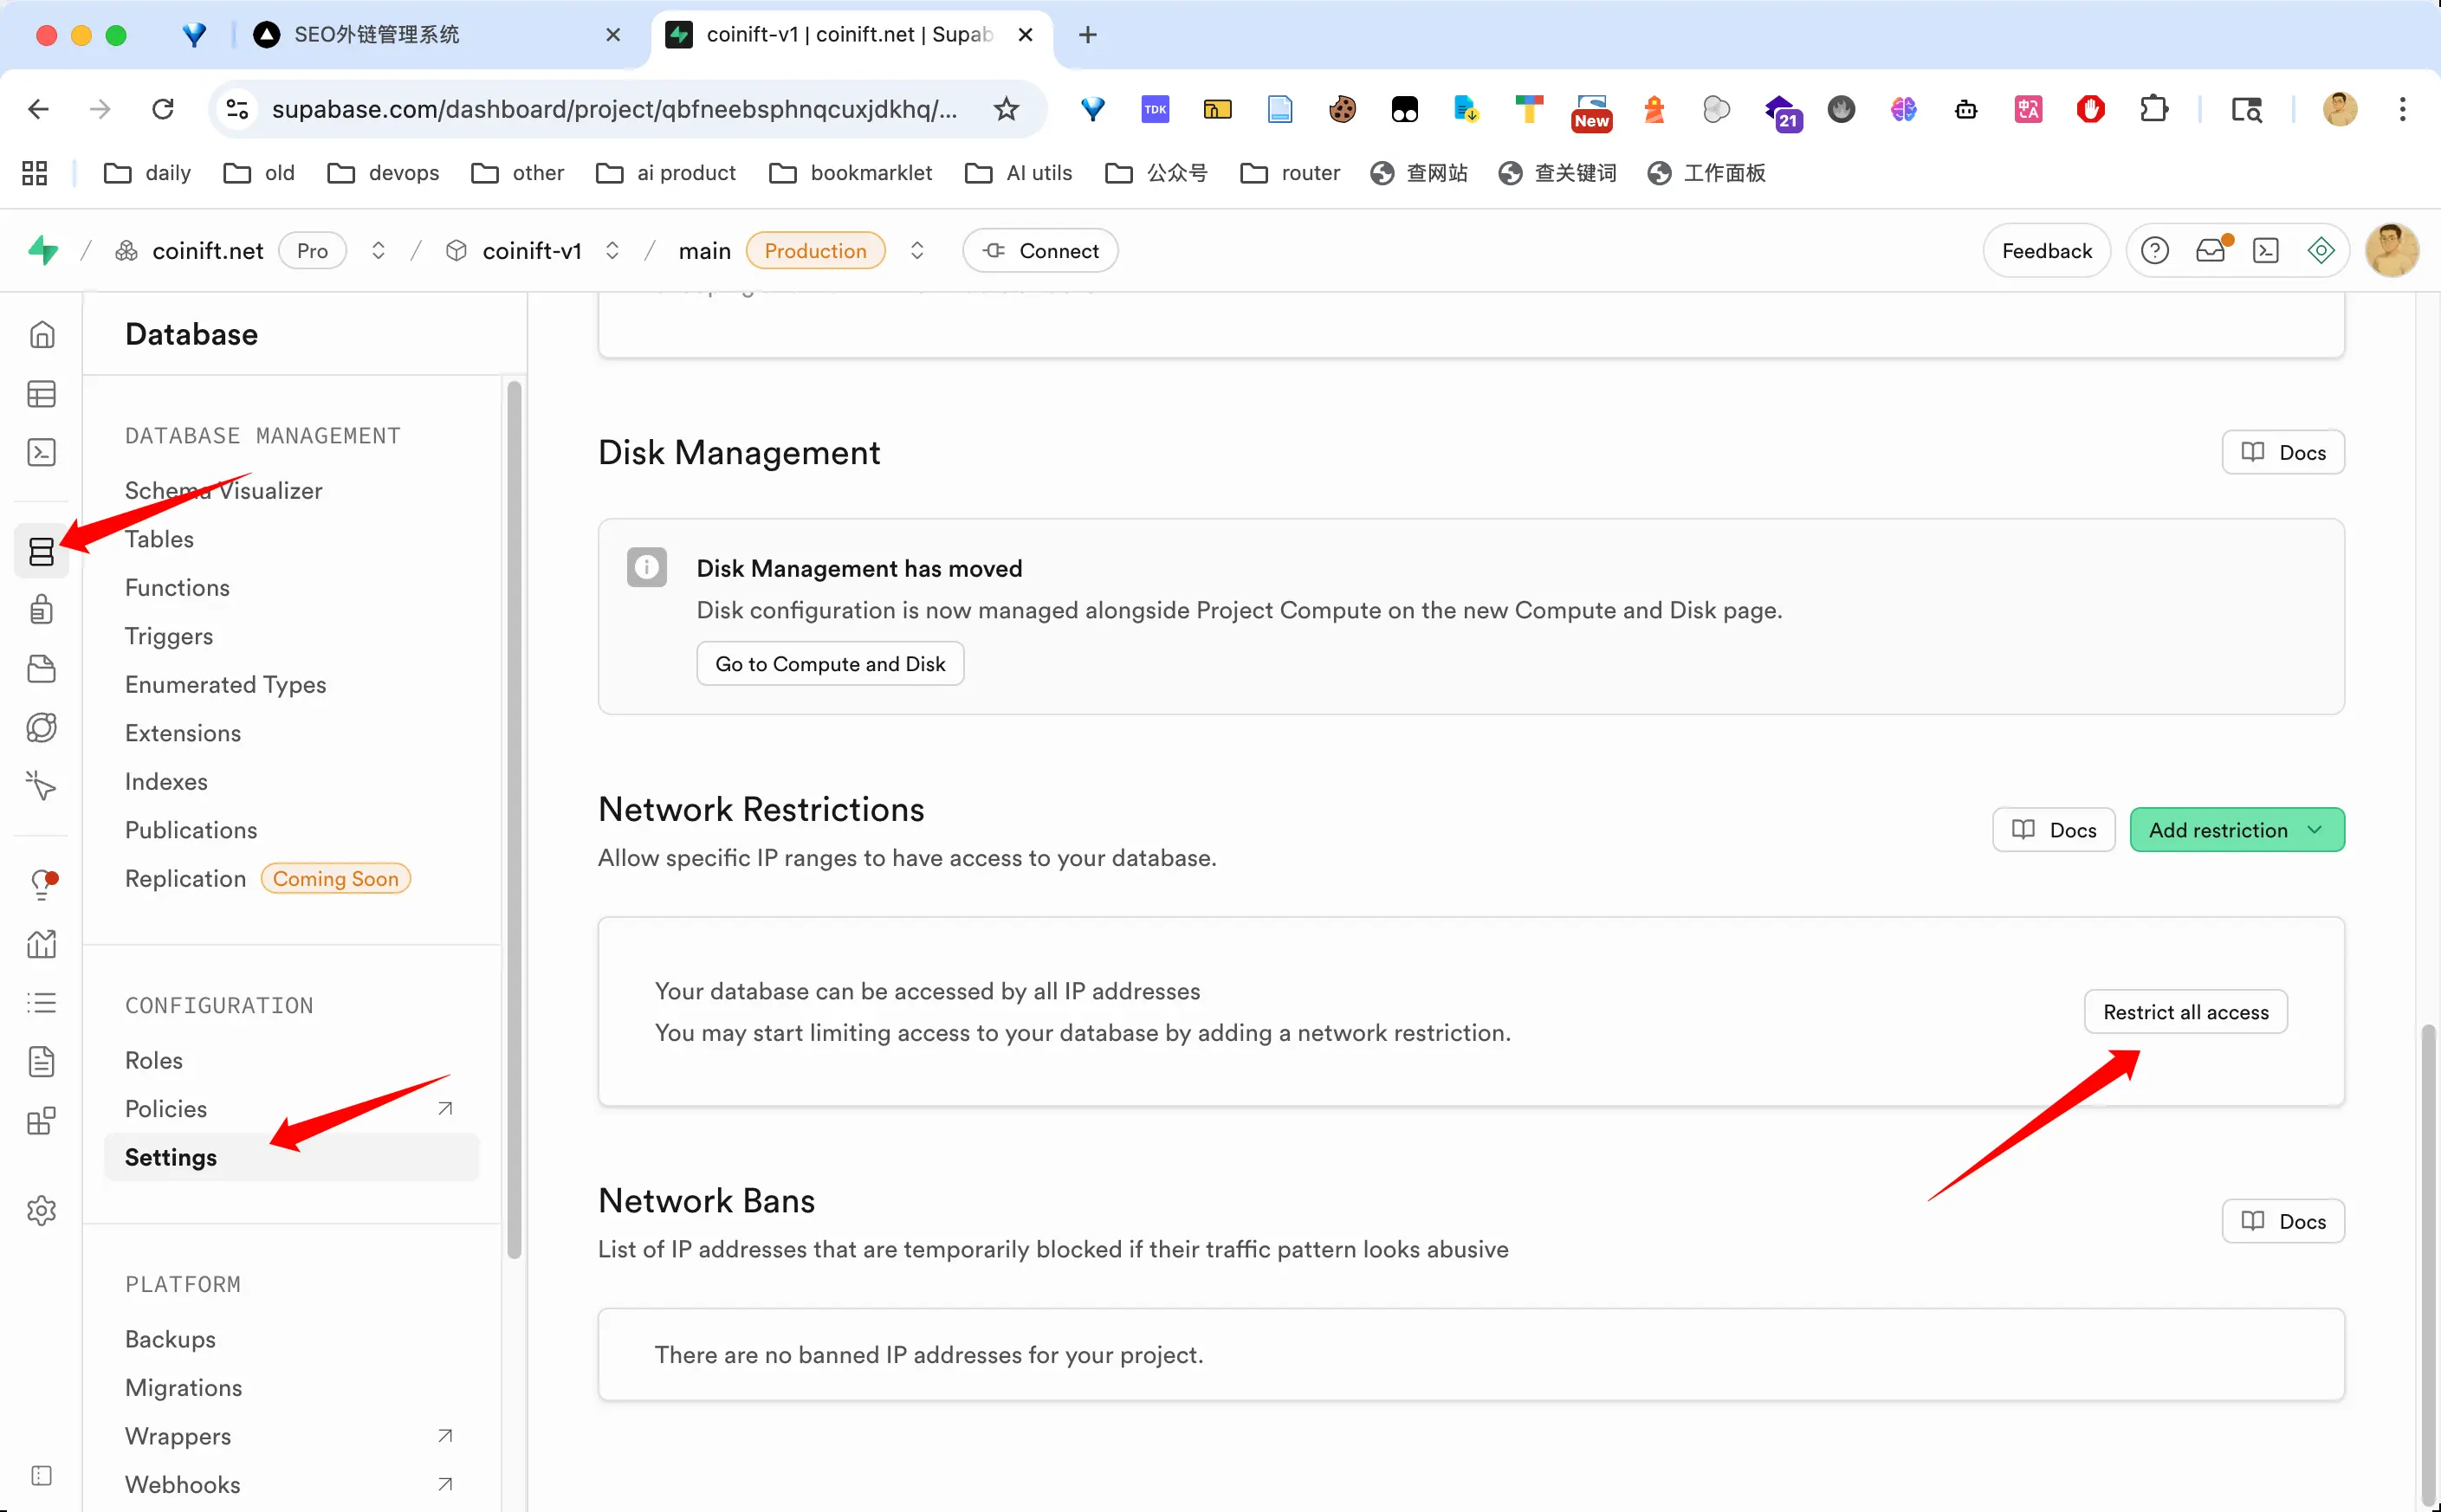 SEO外链管理系统
coinift-v1 | coinift.net | Supab
supabase.com/dashboard/project/qbfneebsphnqcuxjdkhq/...
TDK
New
21
daily
old
devops
other
ai product
bookmarklet
AI utils
公众号
router
查网站
查关键词
工作面板
/ coinift.net Pro / coinift-v1 / main Production
Connect
Feedback
Database
DATABASE MANAGEMENT
Schema Visualizer
Tables
Functions
Triggers
Enumerated Types
Extensions
Indexes
Publications
Replication Coming Soon
CONFIGURATION
Roles
Policies
Settings
PLATFORM
Backups
Migrations
Wrappers
Webhooks
Disk Management
Docs
Disk Management has moved
Disk configuration is now managed alongside Project Compute on the new Compute and Disk page.
Go to Compute and Disk
Network Restrictions
Allow specific IP ranges to have access to your database.
Docs
Add restriction
Your database can be accessed by all IP addresses
You may start limiting access to your database by adding a network restriction.
Restrict all access
Network Bans
List of IP addresses that are temporarily blocked if their traffic pattern looks abusive
Docs
There are no banned IP addresses for your project.